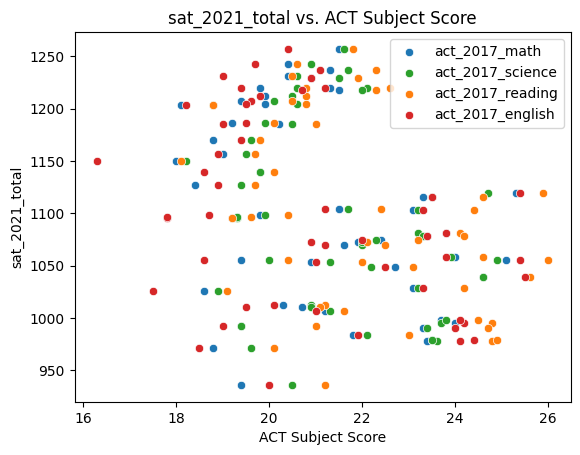 sat_2021_total vs. ACT Subject Score
act_2017_math
act_2017_science
act_2017_reading
act_2017_english
1250
1200
1150
1100
1050
1000
950
sat_2021_total
16
18
20
22
24
26
ACT Subject Score